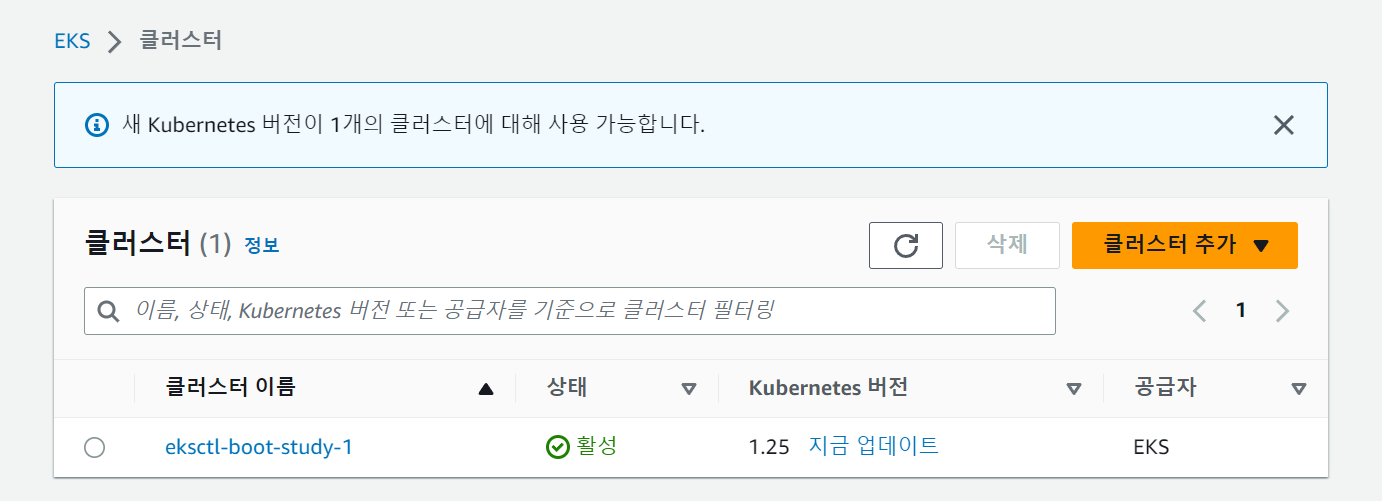 EKS > 클러스터
새 Kubernetes 버전이 1개의 클러스터에 대해 사용 가능합니다.
클러스터 (1) 정보 삭제 클러스터 추가
이름, 상태, Kubernetes 버전 또는 공급자를 기준으로 클러스터 필터링 1
클러스터 이름 상태 Kubernetes 버전 공급자
eksctl-boot-study-1 활성 1.25 지금 업데이트 EKS